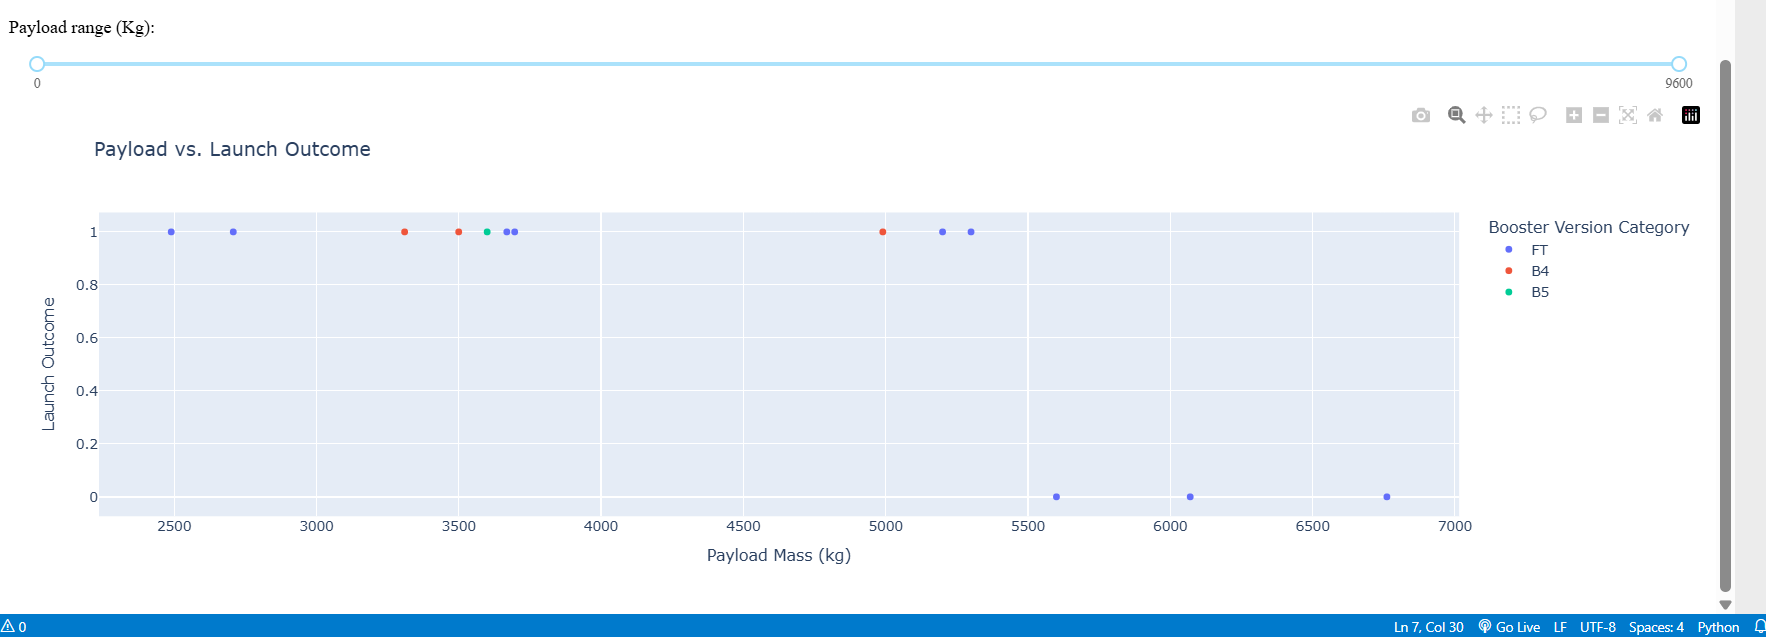 Payload range (Kg):
0
9600
Payload vs. Launch Outcome
Booster Version Category
FT
B4
B5
Launch Outcome
1
0.8
0.6
0.4
0.2
0
2500 3000 3500 4000 4500 5000 5500 6000 6500 7000
Payload Mass (kg)
0 Ln 7, Col 30 Go Live LF UTF-8 Spaces: 4 Python